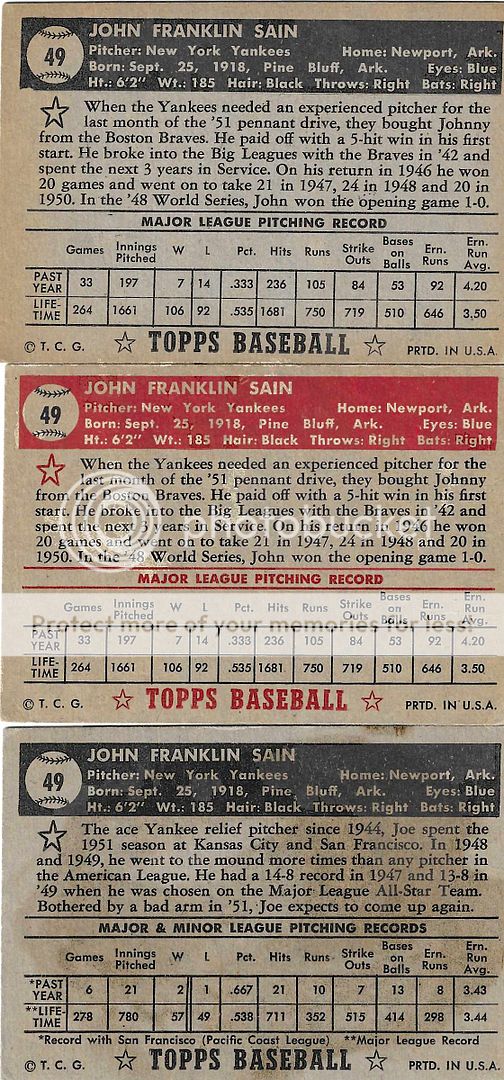 49
JOHN FRANKLIN SAIN
Pitcher: New York Yankees Home: Newport, Ark.
Born: Sept. 25, 1918, Pine Bluff, Ark. Eyes: Blue
Ht.: 6'2" Wt.: 185 Hair: Black Throws: Right Bats: Right
When the Yankees needed an experienced pitcher for the
last month of the '51 pennant drive, they bought Johnny
from the Boston Braves. He paid off with a 5-hit win in his first
start. He broke into the Big Leagues with the Braves in '42 and
spent the next 3 years in Service. On his return in 1946 he won
20 games and went on to take 21 in 1947, 24 in 1948 and 20 in
1950. In the '48 World Series, John won the opening game 1-0.
MAJOR LEAGUE PITCHING RECORD
Games Innings Pitched W L Pct. Hits Runs Strike Outs Bases on Balls Ern. Runs Ern. Run Avg.
PAST YEAR 33 197 7 14 .333 236 105 84 53 92 4.20
LIFE-TIME 264 1661 106 92 .535 1681 750 719 510 646 3.50
© T. C. G. ☆ TOPPS BASEBALL ☆ PRTD. IN U.S.A.
49
JOHN FRANKLIN SAIN
Pitcher: New York Yankees Home: Newport, Ark.
Born: Sept. 25, 1918, Pine Bluff, Ark. Eyes: Blue
Ht.: 6'2" Wt.: 185 Hair: Black Throws: Right Bats: Right
When the Yankees needed an experienced pitcher for the
last month of the '51 pennant drive, they bought Johnny
from the Boston Braves. He paid off with a 5-hit win in his first
start. He broke into the Big Leagues with the Braves in '42 and
spent the next 3 years in Service. On his return in 1946 he won
20 games and went on to take 21 in 1947, 24 in 1948 and 20 in
1950. In the '48 World Series, John won the opening game 1-0.
photobucket
MAJOR LEAGUE PITCHING RECORD
Games Innings Pitched W L Pct. Hits Runs Strike Outs Bases on Balls Ern. Runs Ern. Run Avg.
Protect more of your memories for less!
PAST YEAR 33 197 7 14 .333 236 105 84 53 92 4.20
LIFE-TIME 264 1661 106 92 .535 1681 750 719 510 646 3.50
© T. C. G. ☆ TOPPS BASEBALL ☆ PRTD. IN U.S.A.
49
JOHN FRANKLIN SAIN
Pitcher: New York Yankees Home: Newport, Ark.
Born: Sept. 25, 1918, Pine Bluff, Ark. Eyes: Blue
Ht.: 6'2" Wt.: 185 Hair: Black Throws: Right Bats: Right
The ace Yankee relief pitcher since 1944, Joe spent the
1951 season at Kansas City and San Francisco. In 1948
and 1949, he went to the mound more times than any pitcher in
the American League. He had a 14-8 record in 1947 and 13-8 in
'49 when he was chosen on the Major League All-Star Team.
Bothered by a bad arm in '51, Joe expects to come up again.
MAJOR & MINOR LEAGUE PITCHING RECORDS
Games Innings Pitched W L Pct. Hits Runs Strike Outs Bases on Balls Ern. Runs Ern. Run Avg.
*PAST YEAR 6 21 2 1 .667 21 10 7 13 8 3.43
**LIFE-TIME 278 780 57 49 .538 711 352 515 414 298 3.44
*Record with San Francisco (Pacific Coast League) **Major League Record
© T. C. G. ☆ TOPPS BASEBALL ☆ PRTD. IN U.S.A.